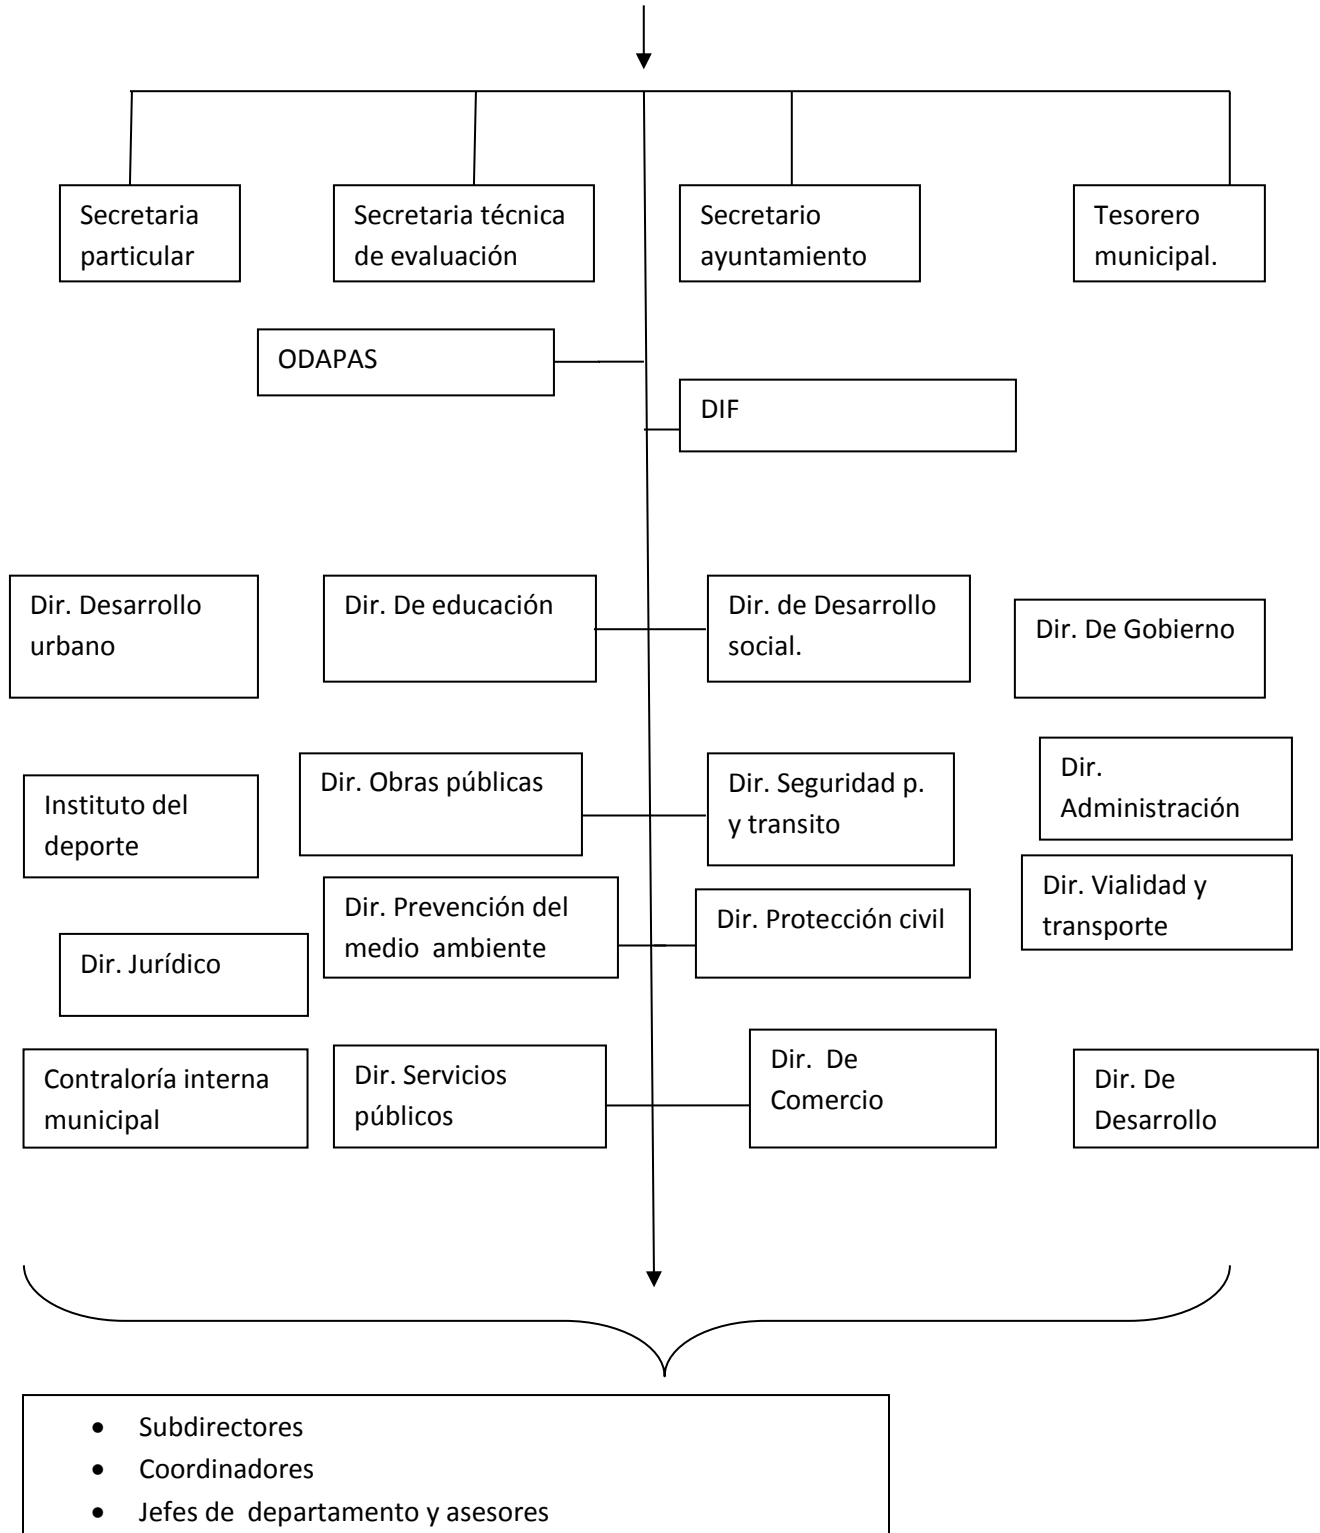 Secretaria
particular
Secretaria técnica
de evaluación
Secretario
ayuntamiento
Tesorero
municipal.
ODAPAS
DIF
Dir. Desarrollo
urbano
Dir. De educación
Dir. de Desarrollo
social.
Dir. De Gobierno
Instituto del
deporte
Dir. Obras públicas
Dir. Seguridad p.
y transito
Dir.
Administración
Dir. Jurídico
Dir. Prevención del
medio  ambiente
Dir. Protección civil
Dir. Vialidad y
transporte
Contraloría interna
municipal
Dir. Servicios
públicos
Dir.  De
Comercio
Dir. De
Desarrollo
• Subdirectores
• Coordinadores
• Jefes de  departamento y asesores